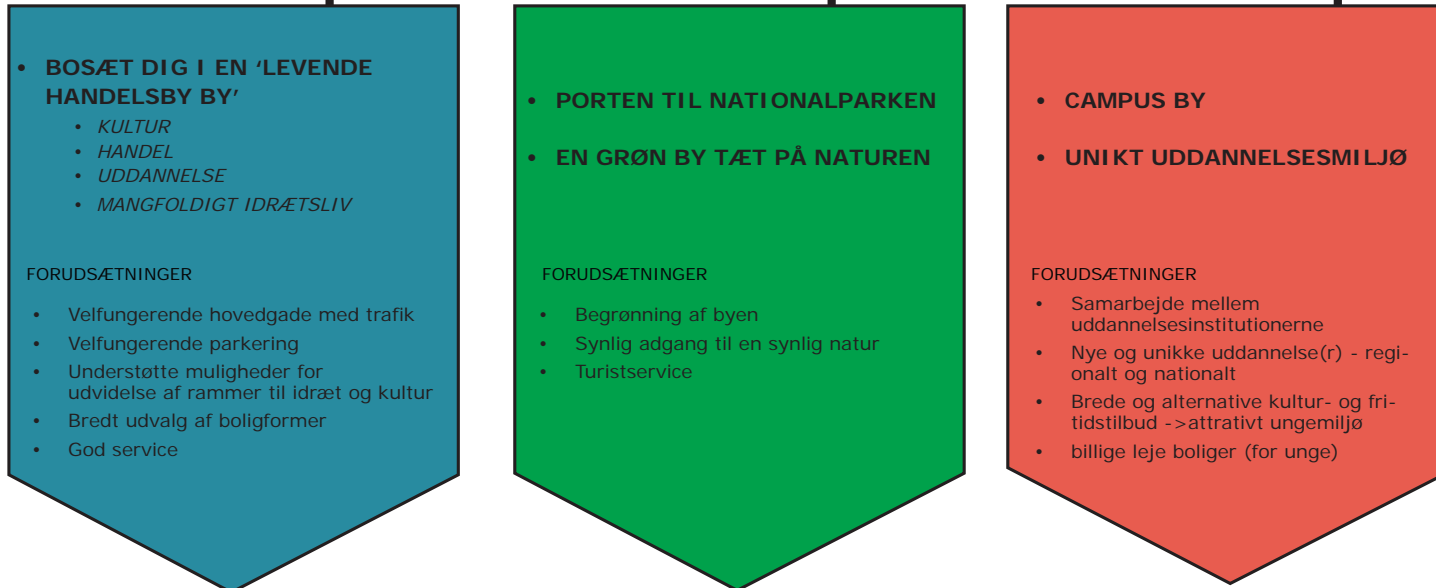 • BOSÆT DIG I EN ‘LEVENDE
HANDELSBY BY’
• KULTUR
• HANDEL
• UDDANNELSE
• MANGFOLDIGT IDRÆTSLIV
FORUDSÆTNINGER
• Velfungerende hovedgade med trafik
• Velfungerende parkering
• Understøtte muligheder for
udvidelse af rammer til idræt og kultur
• Bredt udvalg af boligformer
• God service
• PORTEN TIL NATIONALPARKEN
• EN GRØN BY TÆT PÅ NATUREN
FORUDSÆTNINGER
• Begrønning af byen
• Synlig adgang til en synlig natur
• Turistservice
• CAMPUS BY
• UNIKT UDDANNELSESMILJØ
FORUDSÆTNINGER
• Samarbejde mellem
uddannelsesinstitutionerne
• Nye og unikke uddannelse(r) - regi-
onalt og nationalt
• Brede og alternative kultur- og fri-
tidstilbud ->attrativt ungemiljø
• billige leje boliger (for unge)